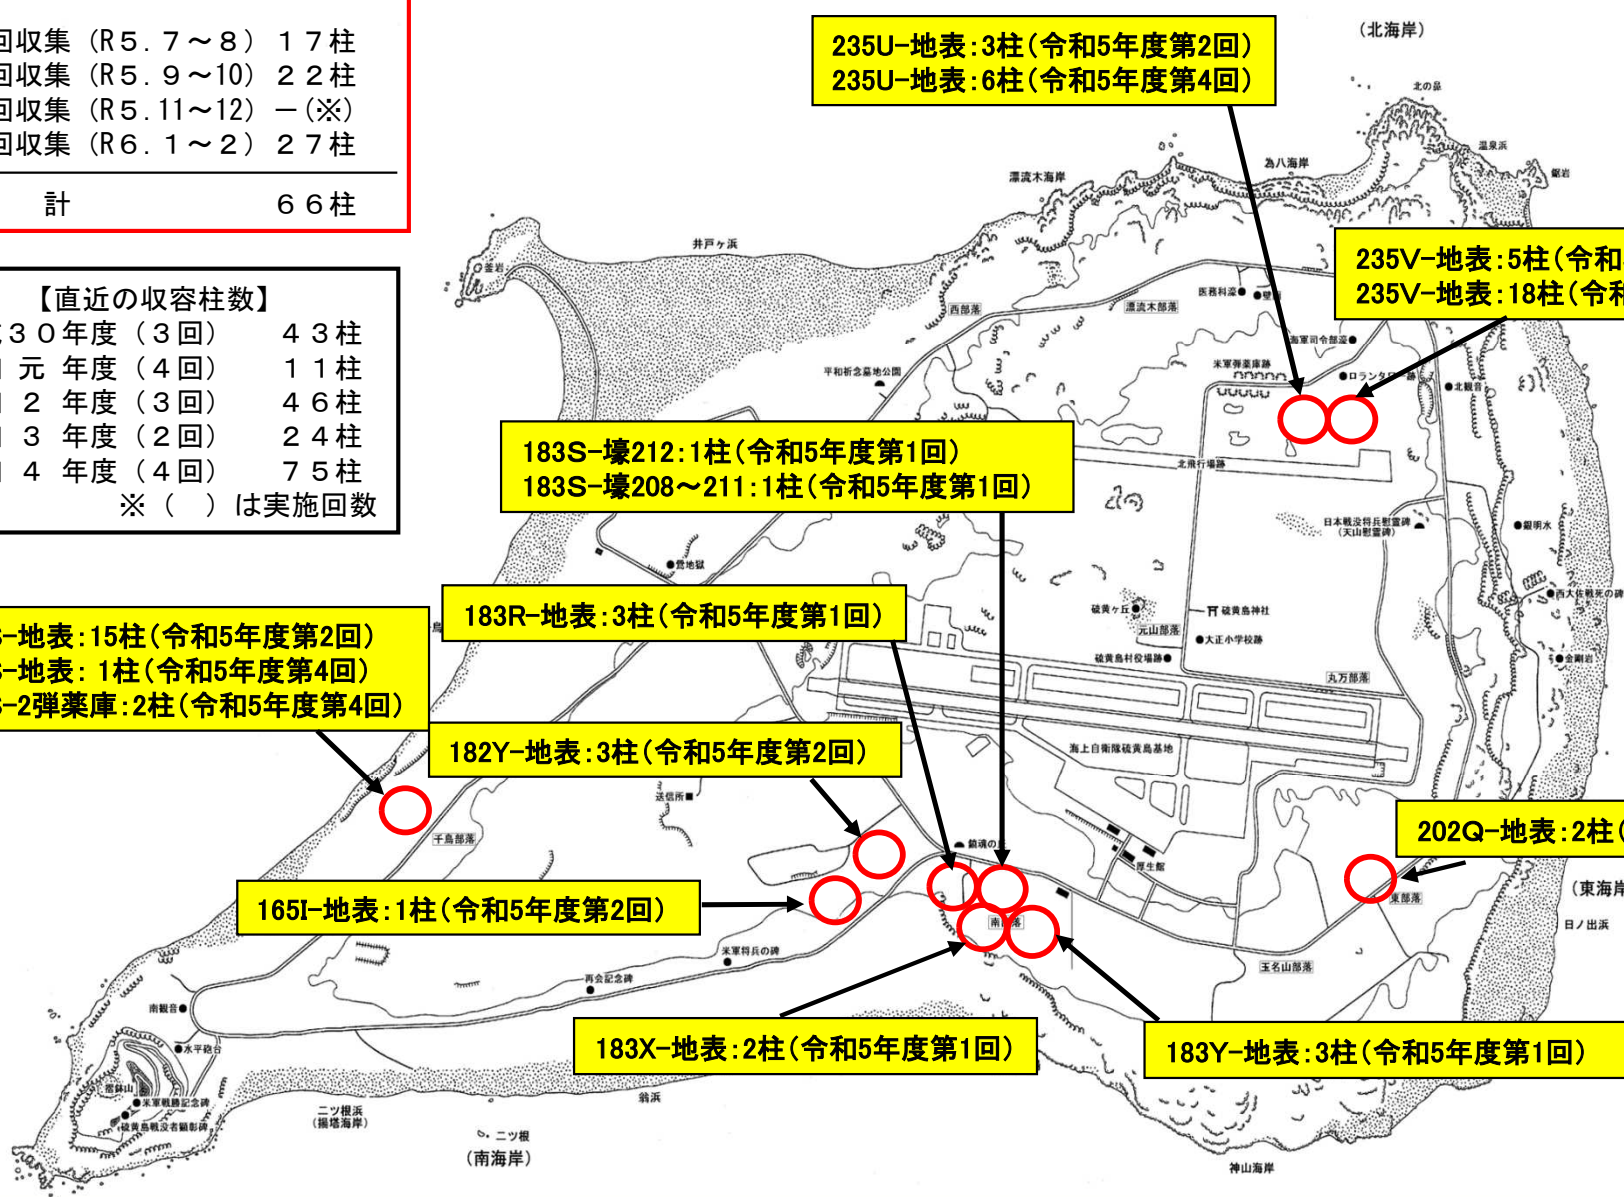 回収集（R５．７～８）１７柱
回収集（R５．９～10）２２柱
回収集（R５．11～12）－（※）
回収集（R６．１～２）２７柱
計　６６柱
【直近の収容柱数】
３０年度（３回）　４３柱
元 年度（４回）　１１柱
２ 年度（３回）　４６柱
３ 年度（２回）　２４柱
４ 年度（４回）　７５柱
※（　）は実施回数
235U-地表：3柱（令和5年度第2回）
235U-地表：6柱（令和5年度第4回）
（北海岸）
北の鼻
温泉浜
為八海岸
漂流木海岸
井戸ヶ浜
釜岩
235V-地表：5柱（令和
235V-地表：18柱（令和
医務科濠
西部落
漂流木部落
海軍司令部濠
米軍弾薬庫跡
平和祈念墓地公園
北観音
183S-壕212：1柱（令和5年度第1回）
183S-壕208～211：1柱（令和5年度第1回）
北飛行場跡
日本戦没将兵慰霊碑
（天山慰霊碑）
銀明水
西大佐戦死の碑
183R-地表：3柱（令和5年度第1回）
硫黄ヶ丘
硫黄島神社
元山部落
大正小学校跡
硫黄島村役場跡
金剛岩
丸万部落
-地表：15柱（令和5年度第2回）
-地表： 1柱（令和5年度第4回）
-2弾薬庫：2柱（令和5年度第4回）
182Y-地表：3柱（令和5年度第2回）
海上自衛隊硫黄島基地
送信所
千鳥部落
鎮魂の
厚生館
202Q-地表：2柱（
165I-地表：1柱（令和5年度第2回）
東部落
（東海岸
日ノ出浜
米軍将兵の碑
玉名山部落
再会記念碑
南観音
183X-地表：2柱（令和5年度第1回）
183Y-地表：3柱（令和5年度第1回）
水平砲台
摺鉢山
米軍戦勝記念碑
硫黄島戦没者顕彰碑
翁浜
二ツ根浜
（揚塔海岸）
二ツ根
（南海岸）
神山海岸